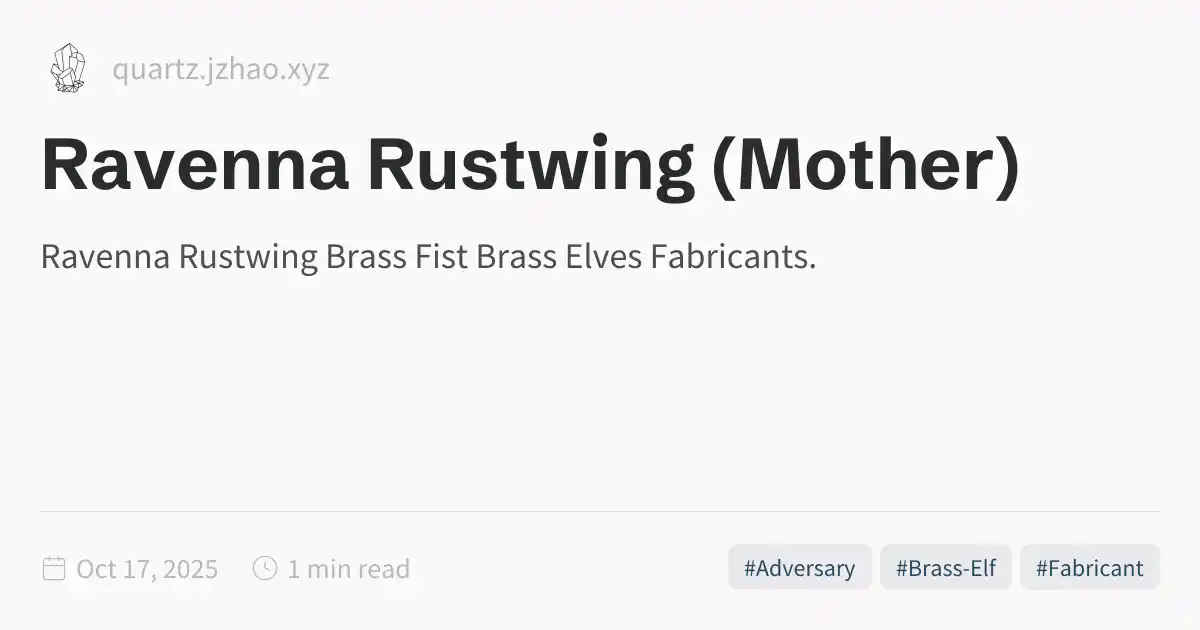 quartz.jzhao.xyz
Ravenna Rustwing (Mother)
Ravenna Rustwing Brass Fist Brass Elves Fabricants.
Oct 17, 2025 1 min read #Adversary #Brass-Elf #Fabricant